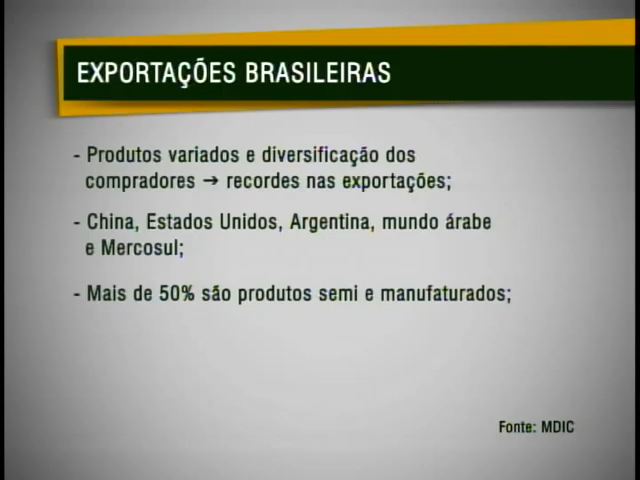 EXPORTAÇÕES BRASILEIRAS
- Produtos variados e diversificação dos
compradores → recordes nas exportações;
- China, Estados Unidos, Argentina, mundo árabe
e Mercosul;
- Mais de 50% são produtos semi e manufaturados;
Fonte: MDIC